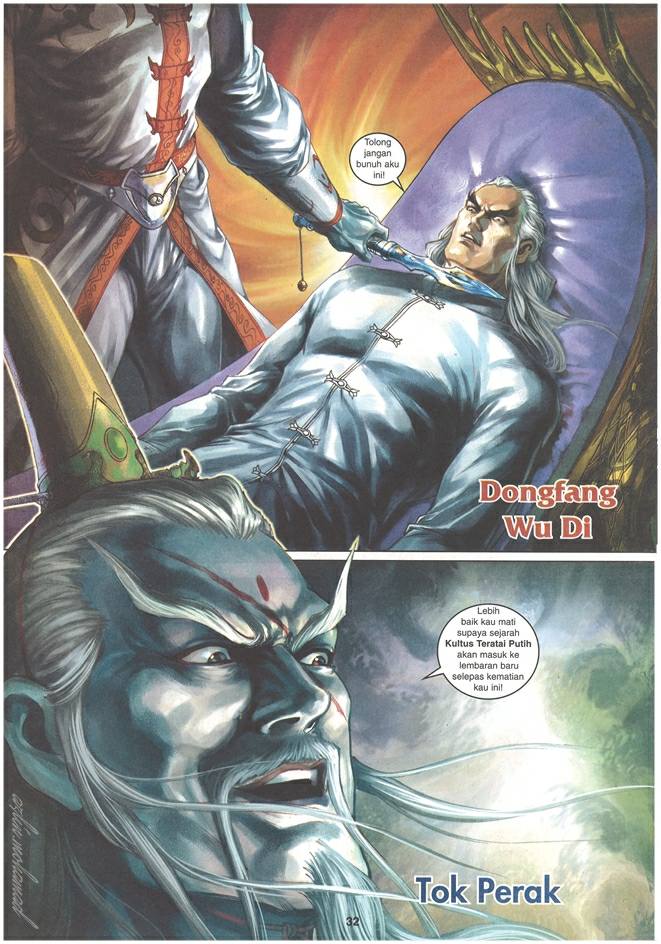 Tolong
jangan
bunuh aku
ini!
Dongfang
Wu Di
Lebih
baik kau mati
supaya sejarah
Kultus Teratai Putih
akan masuk ke
lembaran baru
selepas kematian
kau ini!
Tok Perak
32